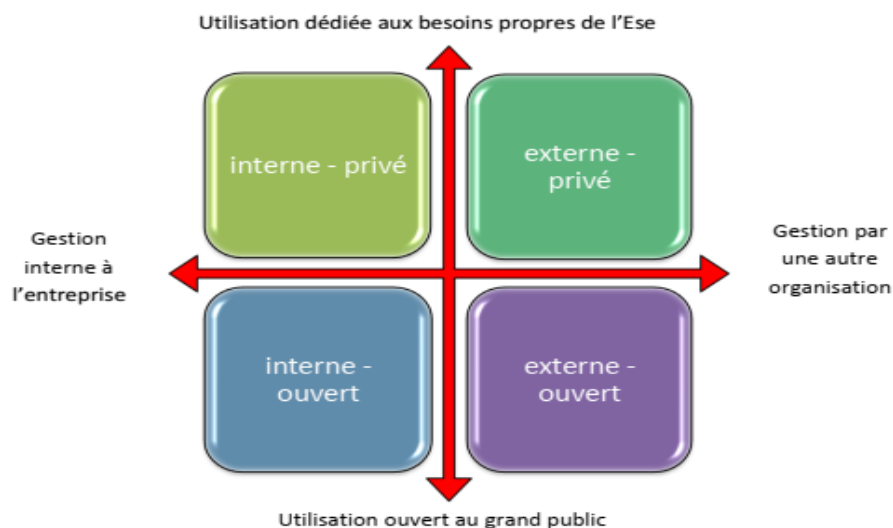 Utilisation dédiée aux besoins propres de l'Ese
interne - privé
externe -
privé
Gestion
interne à
l'entreprise
Gestion par
une autre
organisation
interne -
ouvert
externe -
ouvert
Utilisation ouvert au grand public